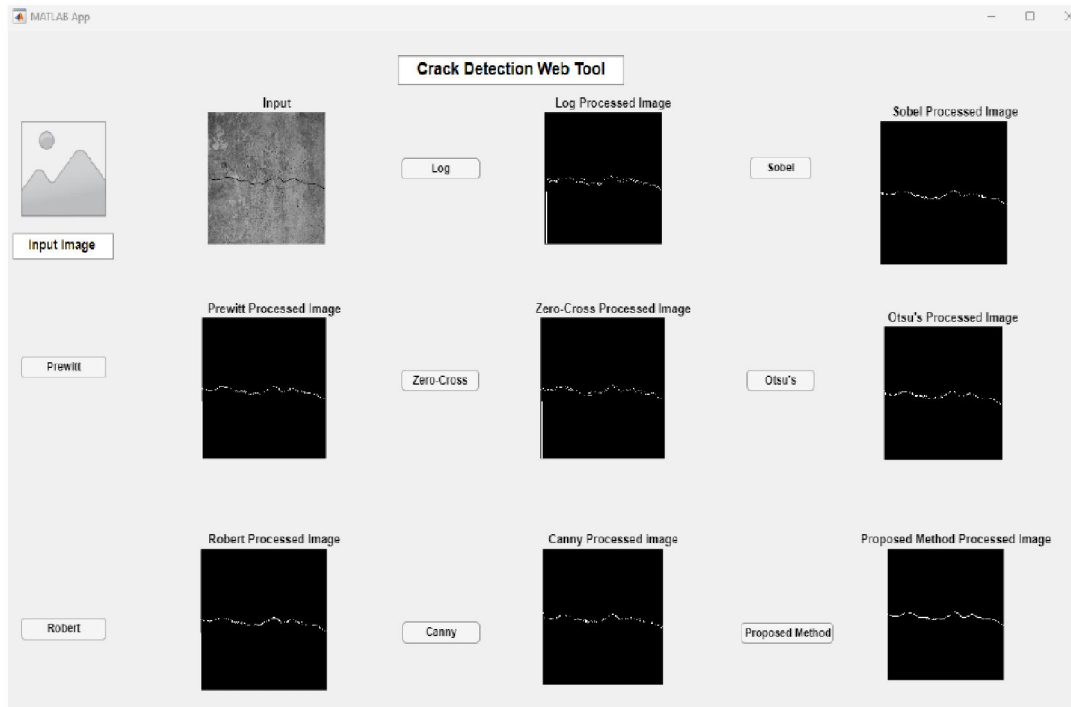 MATLAB App
Crack Detection Web Tool
Input
Log Processed Image
Sobel Processed Image
Log
Sobel
Input Image
Prewitt Processed Image
Zero-Cross Processed Image
Otsu's Processed Image
Prewitt
Zero-Cross
Otsu's
Robert Processed Image
Canny Processed image
Proposed Method Processed Image
Robert
Canny
Proposed Method